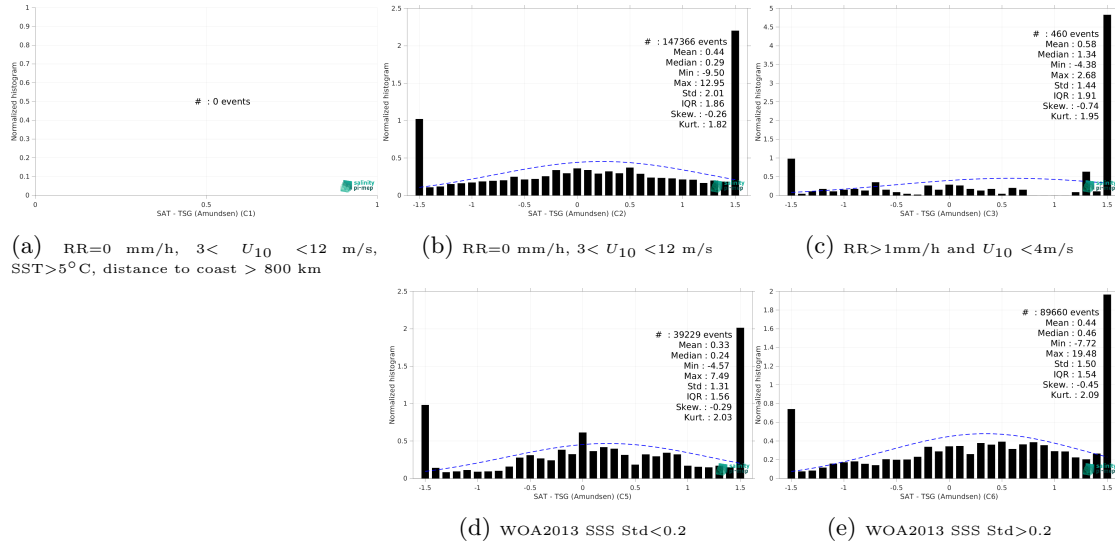 1
0.9
0.8
0.7
0.6
0.5
0.4
0.3
0.2
0.1
0
Normalized histogram
# : 0 events
0 0.5 1
SAT - TSG (Amundsen) (C1)
salinity
pi-mep
(a) RR=0 mm/h, 3< U10 <12 m/s,
SST>5°C, distance to coast > 800 km
2.5
2
1.5
1
0.5
0
Normalized histogram
# : 147366 events
Mean : 0.44
Median : 0.29
Min : -9.50
Max : 12.95
Std : 2.01
IQR : 1.86
Skew. : -0.26
Kurt. : 1.82
-1.5 -1 -0.5 0 0.5 1 1.5
SAT - TSG (Amundsen) (C2)
(b) RR=0 mm/h, 3< U10 <12 m/s
5
4.5
4
3.5
3
2.5
2
1.5
1
0.5
0
Normalized histogram
# : 460 events
Mean : 0.58
Median : 1.34
Min : -4.38
Max : 2.68
Std : 1.44
IQR : 1.91
Skew. : -0.74
Kurt. : 1.95
-1.5 -1 -0.5 0 0.5 1 1.5
SAT - TSG (Amundsen) (C3)
(c) RR>1mm/h and U10 <4m/s
2.5
2
1.5
1
0.5
0
Normalized histogram
# : 39229 events
Mean : 0.33
Median : 0.24
Min : -4.57
Max : 7.49
Std : 1.31
IQR : 1.56
Skew. : -0.29
Kurt. : 2.03
-1.5 -1 -0.5 0 0.5 1 1.5
SAT - TSG (Amundsen) (C5)
(d) WOA2013 SSS Std<0.2
2
1.8
1.6
1.4
1.2
1
0.8
0.6
0.4
0.2
0
Normalized histogram
# : 89660 events
Mean : 0.44
Median : 0.46
Min : -7.72
Max : 19.48
Std : 1.50
IQR : 1.54
Skew. : -0.45
Kurt. : 2.09
-1.5 -1 -0.5 0 0.5 1 1.5
SAT - TSG (Amundsen) (C6)
(e) WOA2013 SSS Std>0.2